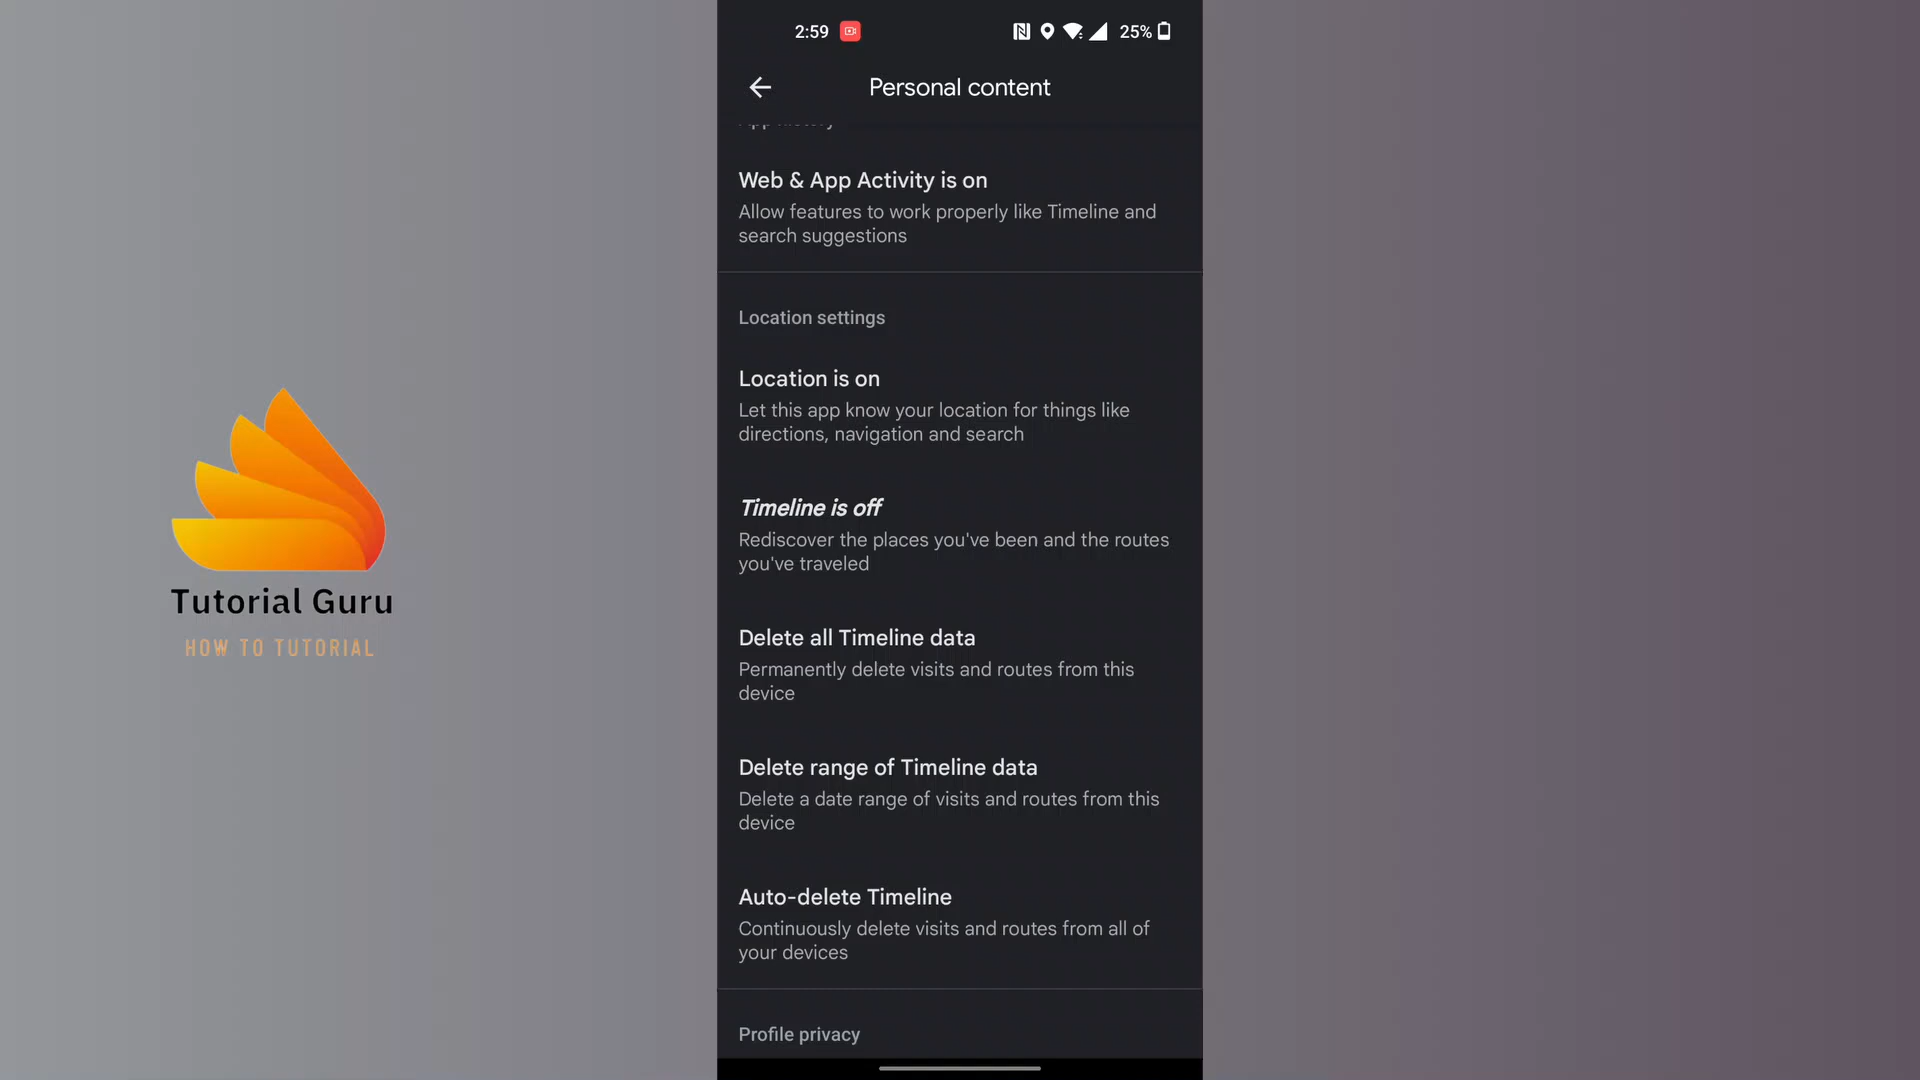 2:59
25%
Personal content
Web & App Activity is on
Allow features to work properly like Timeline and
search suggestions
Location settings
Location is on
Let this app know your location for things like
directions, navigation and search
Timeline is off
Rediscover the places you've been and the routes
you've traveled
Delete all Timeline data
Permanently delete visits and routes from this
device
Delete range of Timeline data
Delete a date range of visits and routes from this
device
Auto-delete Timeline
Continuously delete visits and routes from all of
your devices
Profile privacy
Tutorial Guru
HOW TO TUTORIAL